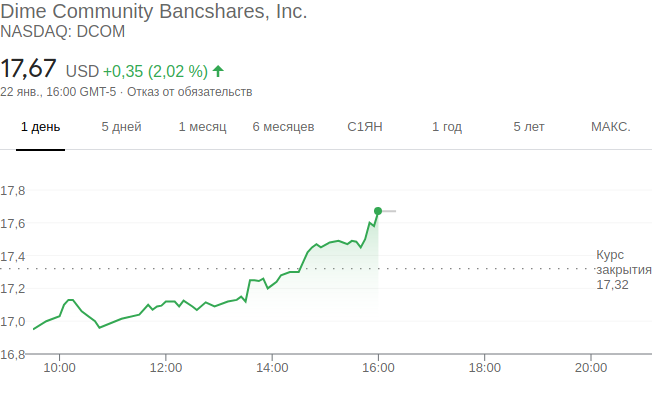 Dime Community Bancshares, Inc.
NASDAQ: DCOM
17,67 USD +0,35 (2,02 %)
22 янв., 16:00 GMT-5 · Отказ от обязательств
1 день 5 дней 1 месяц 6 месяцев С1ЯН 1 год 5 лет МАКС.
17,8
17,6
17,4
Курс
закрытия
17,32
17,2
17,0
16,8
10:00 12:00 14:00 16:00 18:00 20:00